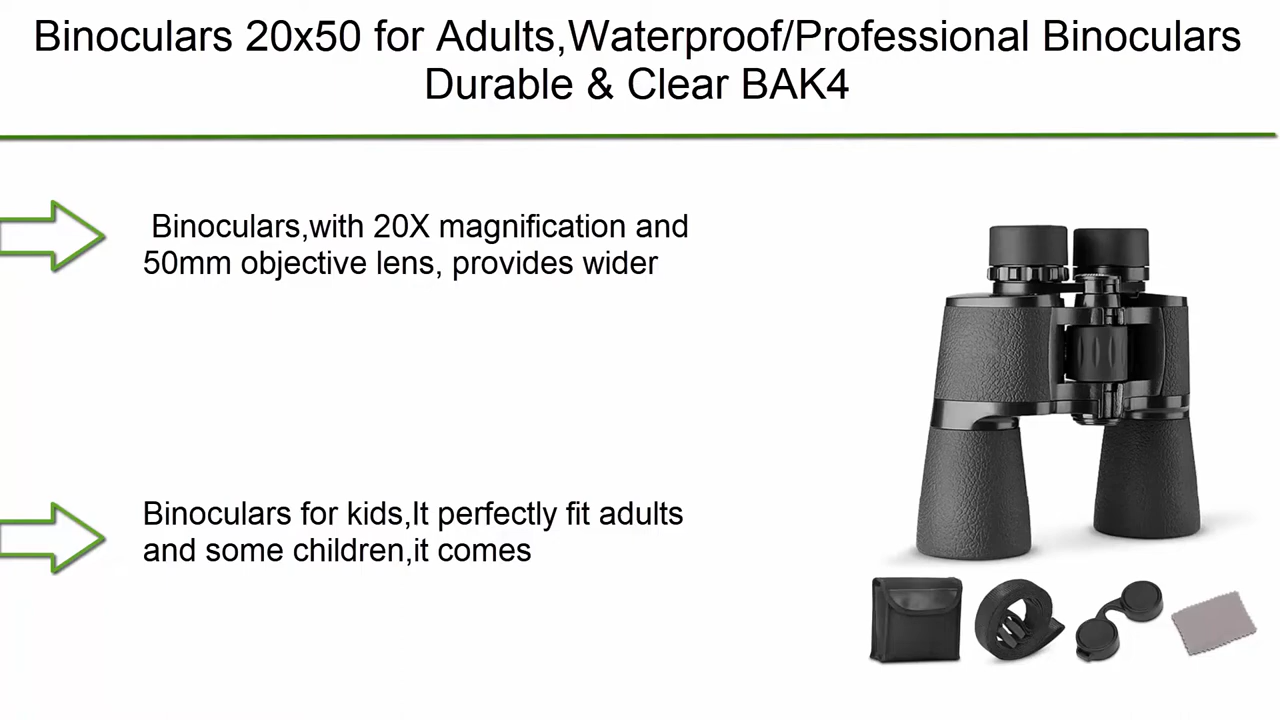 Binoculars 20x50 for Adults,Waterproof/Professional Binoculars
Durable & Clear BAK4
Binoculars,with 20X magnification and
50mm objective lens, provides wider
Binoculars for kids,It perfectly fit adults
and some children,it comes